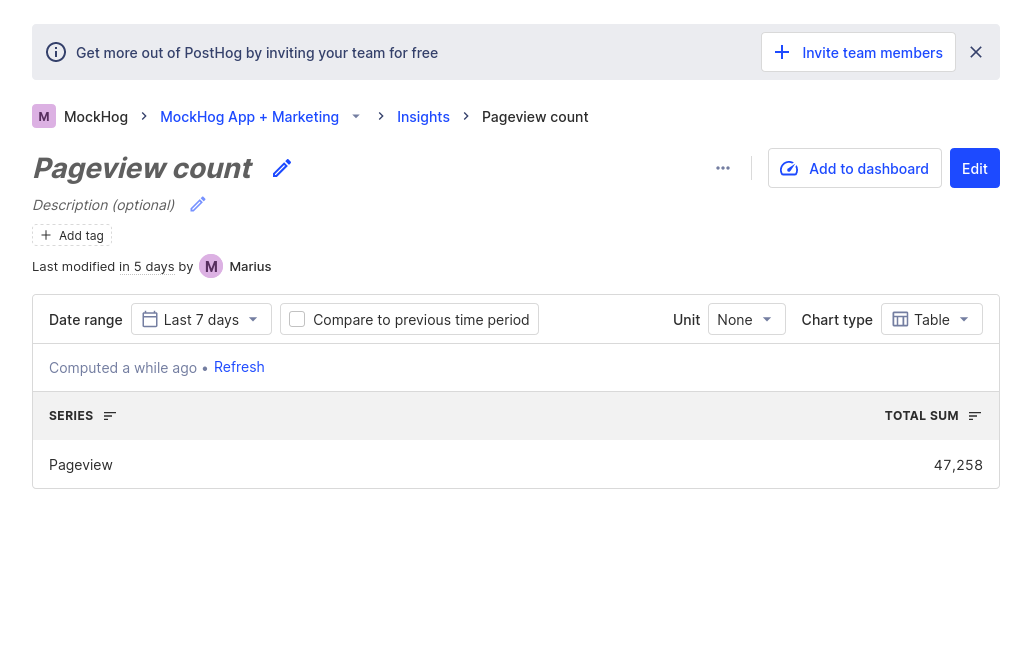 Get more out of PostHog by inviting your team for free
Invite team members
M MockHog MockHog App + Marketing Insights Pageview count
Pageview count
Add to dashboard
Edit
Description (optional)
Add tag
Last modified in 5 days by M Marius
Date range Last 7 days Compare to previous time period Unit None Chart type Table
Computed a while ago • Refresh
SERIES TOTAL SUM
Pageview 47,258